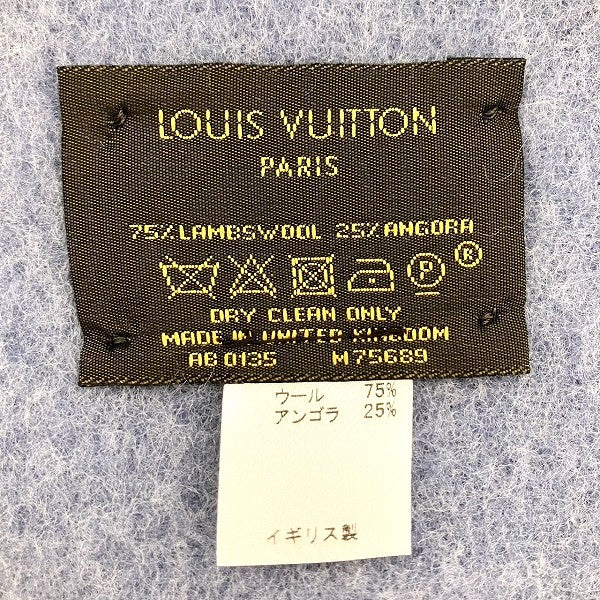 LOUIS VUITTON
PARIS
75% LAMBSWOOL 25% ANGORA
P ®
DRY CLEAN ONLY
MADE IN UNITED KINGDOM
AB 0135 M 75689
ウール 75%
アンゴラ 25%
イギリス製